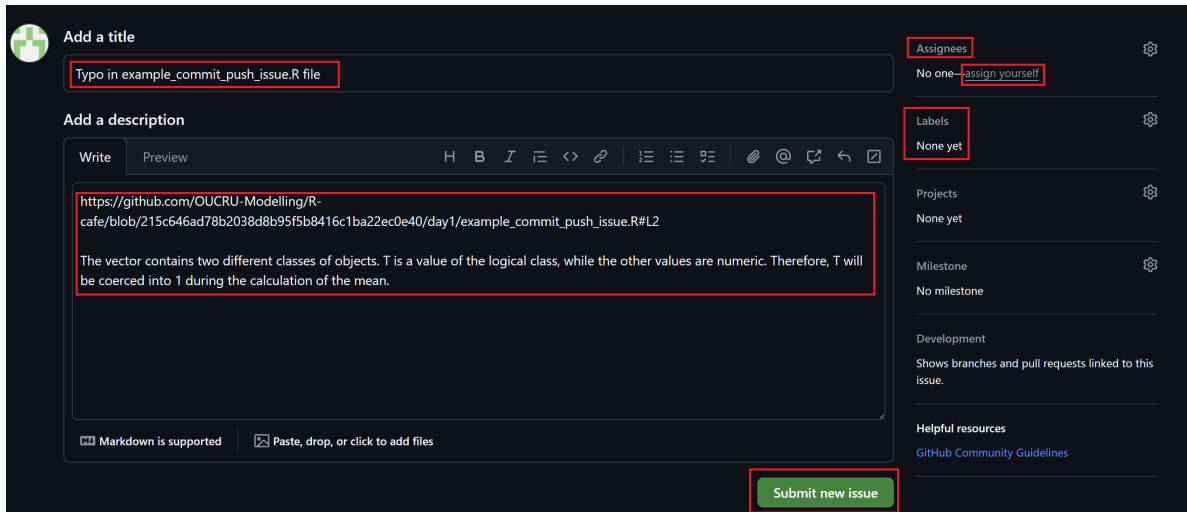 Add a title
Typo in example_commit_push_issue.R file
Add a description
Write
Preview
H B I <>
https://github.com/OUCRU-Modelling/R-
cafe/blob/215c646ad78b2038d8b95f5b8416c1ba22ec0e40/day1/example_commit_push_issue.R#L2
The vector contains two different classes of objects. T is a value of the logical class, while the other values are numeric. Therefore, T will
be coerced into 1 during the calculation of the mean.
Markdown is supported
Paste, drop, or click to add files
Submit new issue
Assignees
No one—assign yourself
Labels
None yet
Projects
None yet
Milestone
No milestone
Development
Shows branches and pull requests linked to this
issue.
Helpful resources
GitHub Community Guidelines